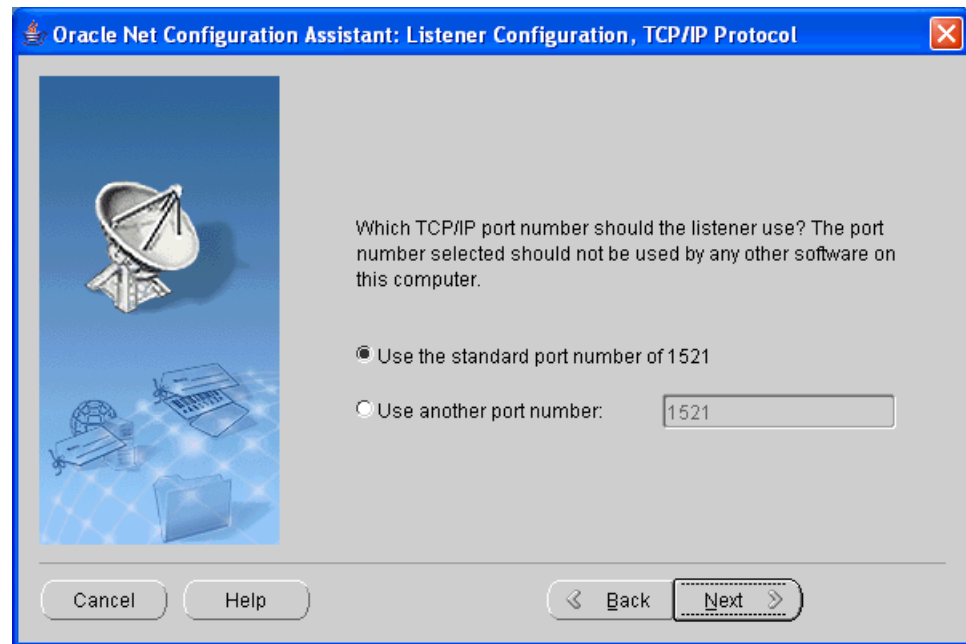 Oracle Net Configuration Assistant: Listener Configuration, TCP/IP Protocol
Which TCP/IP port number should the listener use? The port
number selected should not be used by any other software on
this computer.
Use the standard port number of 1521
Use another port number: 1521
Cancel Help Back Next